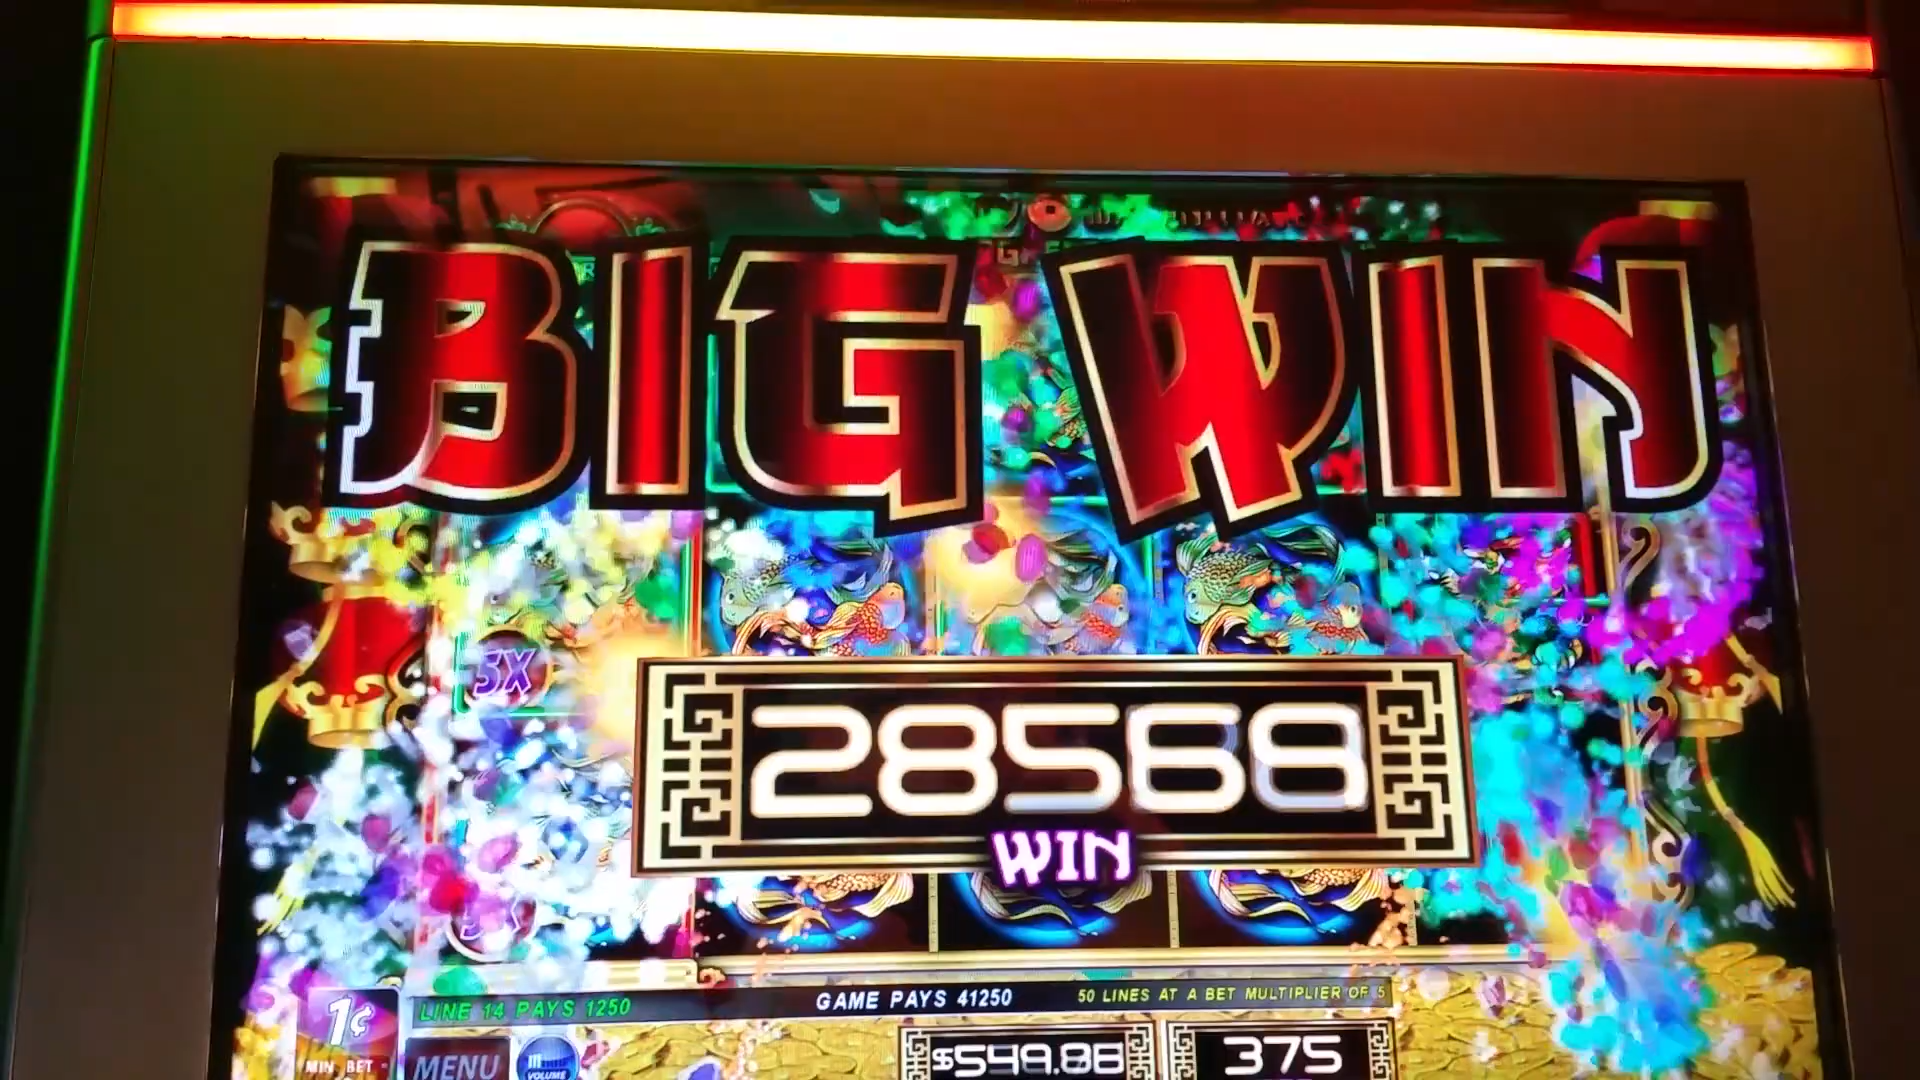 BIG WIN
5X
28568
WIN
1¢
MIN BET
LINE 14 PAYS 1250
GAME PAYS 41250
50 LINES AT A BET MULTIPLIER OF 5
MENU
VOLUME
$549.86
375